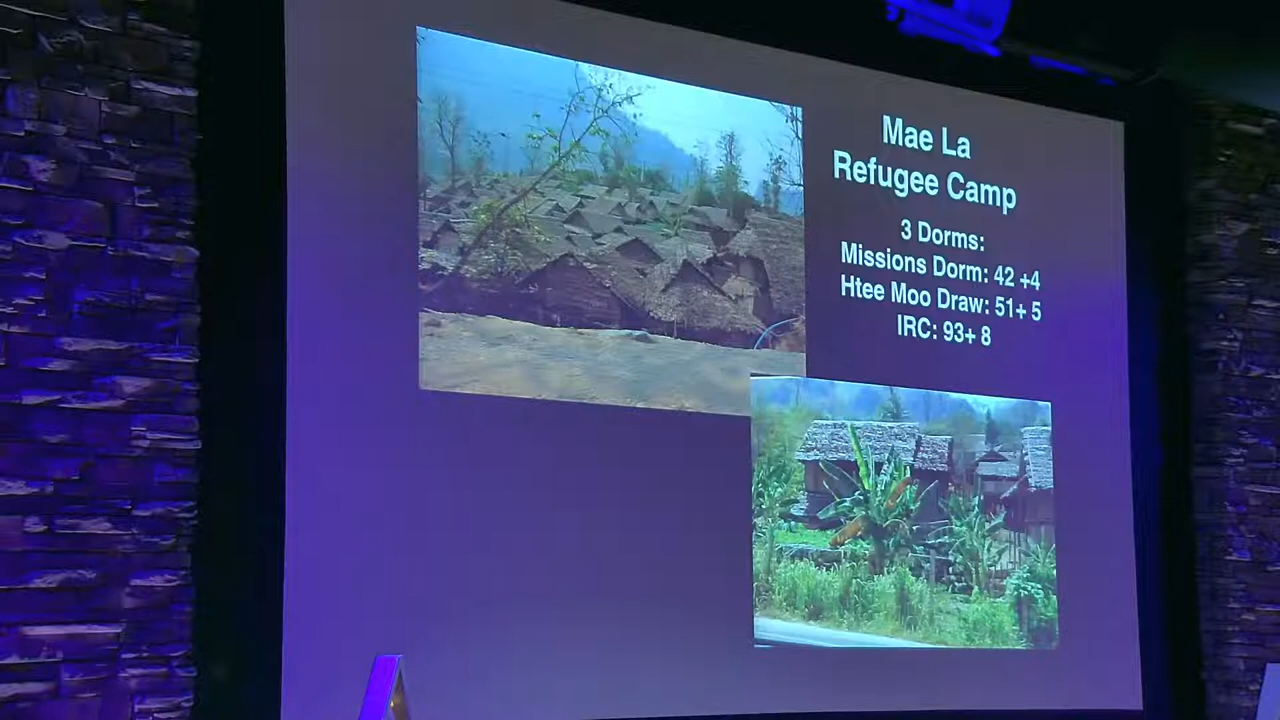 Mae La
Refugee Camp
3 Dorms:
Missions Dorm: 42 +4
Htee Moo Draw: 51+ 5
IRC: 93+ 8